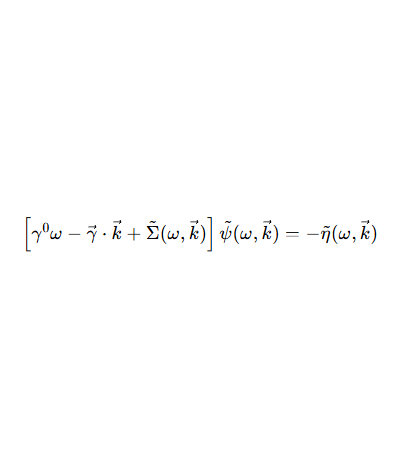 [γ⁰ω − γ⃗ · k⃗ + Σ̃(ω, k⃗)] ψ̃(ω, k⃗) = −η̃(ω, k⃗)